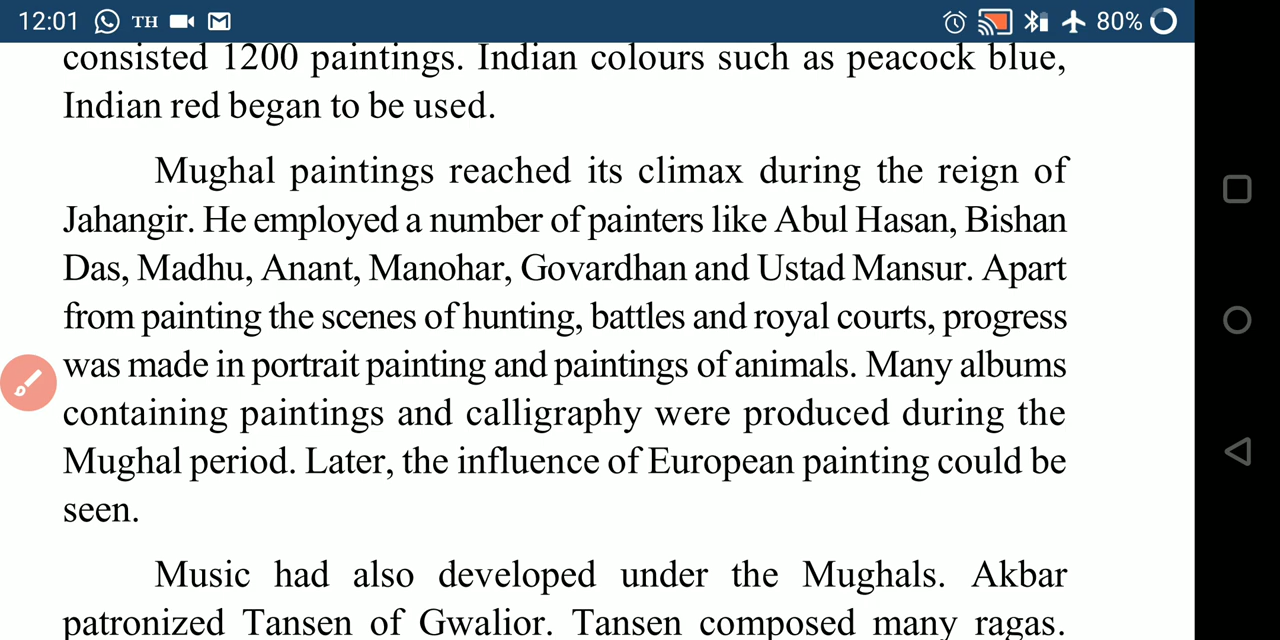 12:01 TH 80%
consisted 1200 paintings. Indian colours such as peacock blue,
Indian red began to be used.
Mughal paintings reached its climax during the reign of
Jahangir. He employed a number of painters like Abul Hasan, Bishan
Das, Madhu, Anant, Manohar, Govardhan and Ustad Mansur. Apart
from painting the scenes of hunting, battles and royal courts, progress
was made in portrait painting and paintings of animals. Many albums
containing paintings and calligraphy were produced during the
Mughal period. Later, the influence of European painting could be
seen.
Music had also developed under the Mughals. Akbar
patronized Tansen of Gwalior. Tansen composed many ragas.